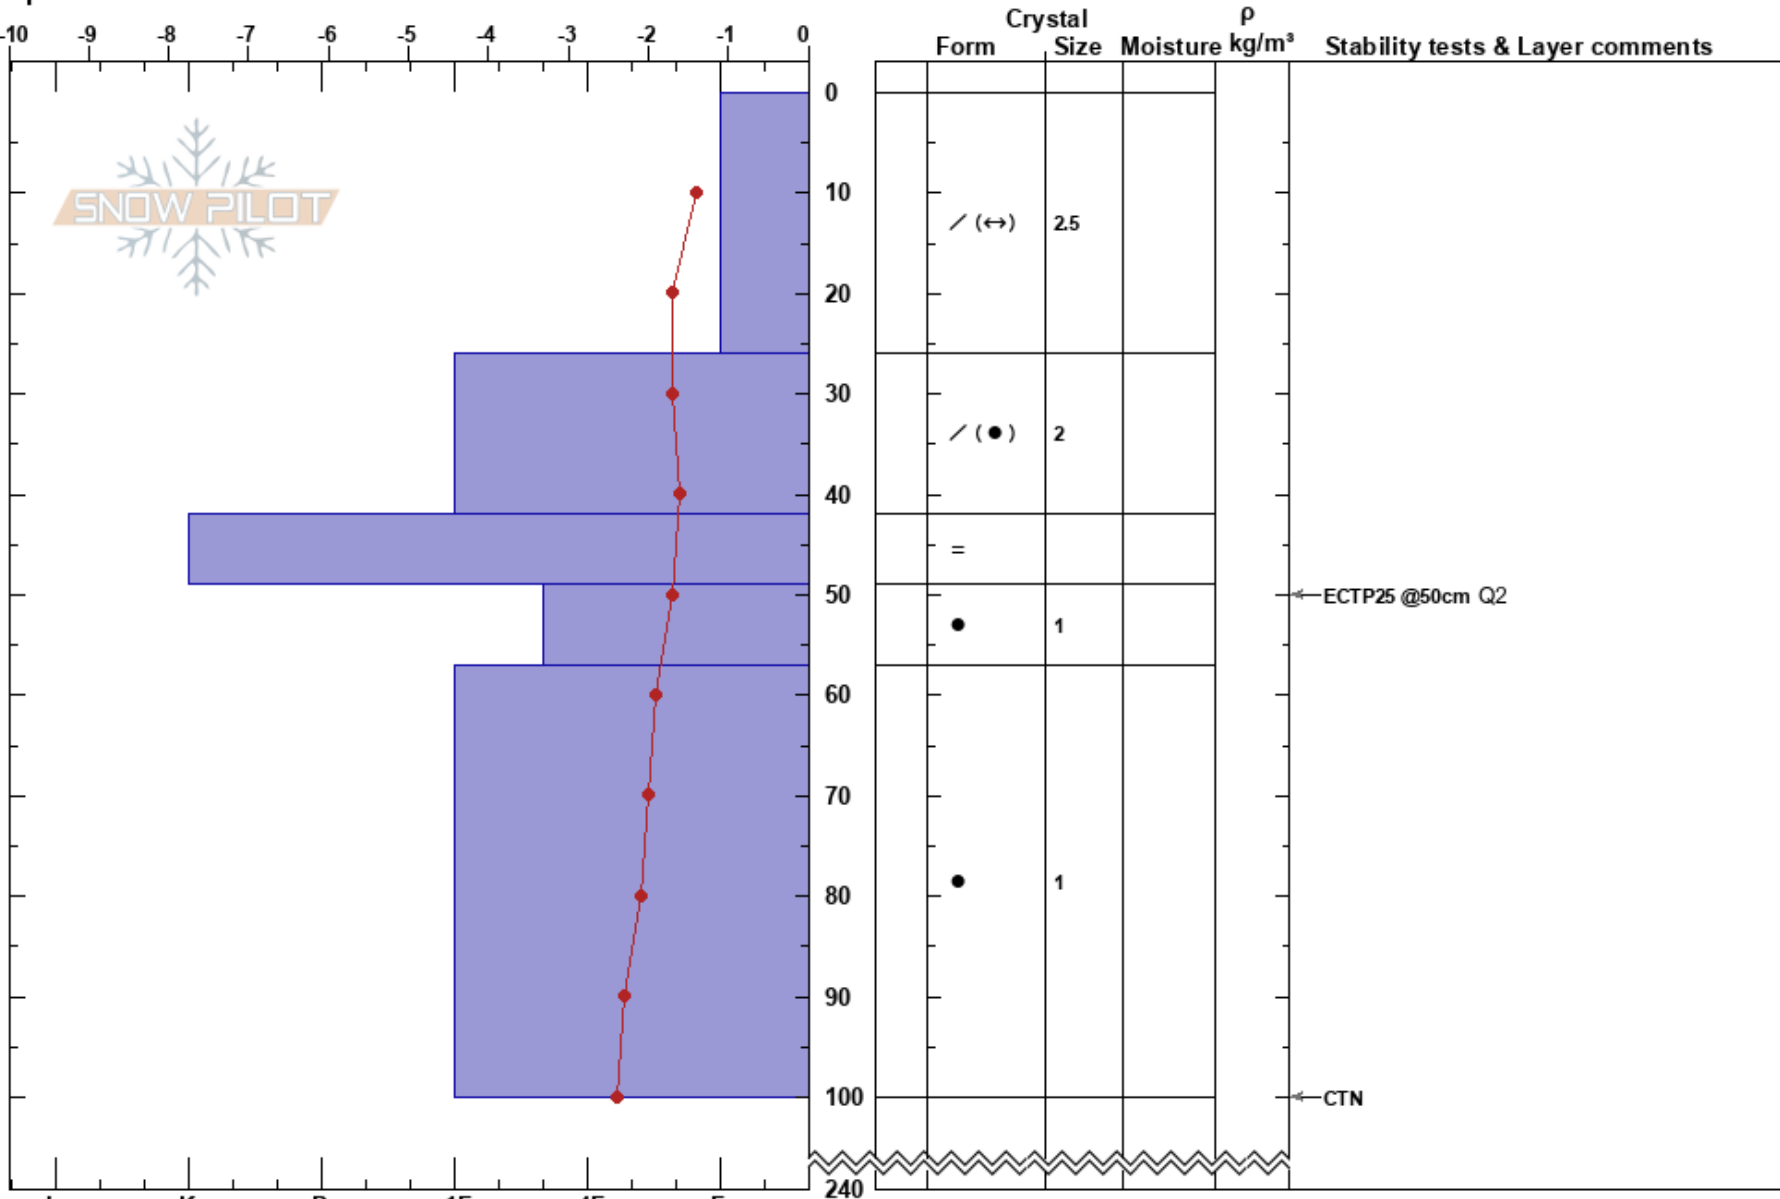 Crystal ρ
-10 -9 -8 -7 -6 -5 -4 -3 -2 -1 0 Form Size Moisture kg/m³ Stability tests & Layer comments
0
SNOW PILOT
10
/ (↔) 2.5
20
30
/ (●) 2
40
=
50 ECTP25 @50cm Q2
● 1
60
70
80
● 1
90
100 CTN
240